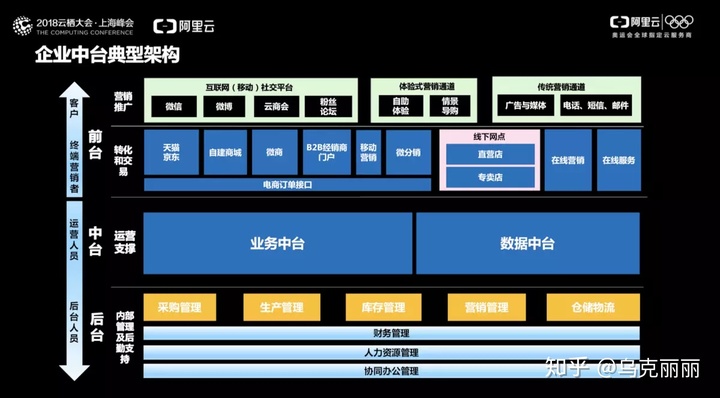 2018云栖大会·上海峰会
THE COMPUTING CONFERENCE
阿里云
阿里云
奥运会全球指定云服务商
企业中台典型架构
客户
终端营销者
运营人员
后台人员
前台
中台
后台
营销
推广
互联网（移动）社交平台
微信
微博
云商会
粉丝
论坛
体验式营销通道
自助
体验
情景
导购
传统营销通道
广告与媒体
电话、短信、邮件
转化
和交
易
天猫
京东
自建商城
微商
B2B经销商
门户
移动
营销
微分销
电商订单接口
线下网点
直营店
专卖店
在线营销
在线服务
运营
支撑
业务中台
数据中台
内部
管理
及后
勤支
持
采购管理
生产管理
库存管理
营销管理
仓储物流
财务管理
人力资源管理
协同办公管理
知乎 @乌克丽丽